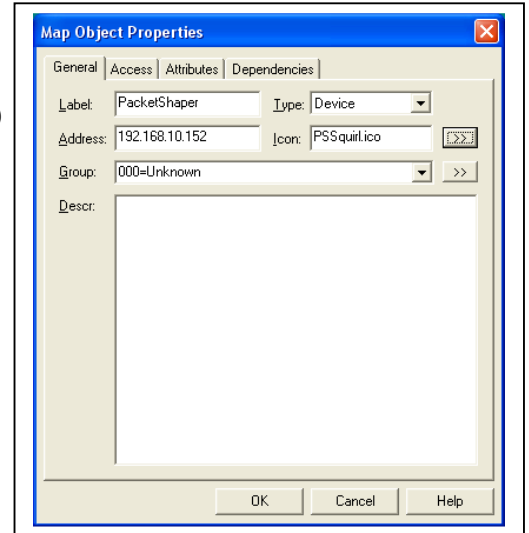 Map Object Properties
General Access Attributes Dependencies
Label: PacketShaper Type: Device
Address: 192.168.10.152 Icon: PSSquirl.ico >>
Group: 000=Unknown >>
Descr:
OK Cancel Help
)